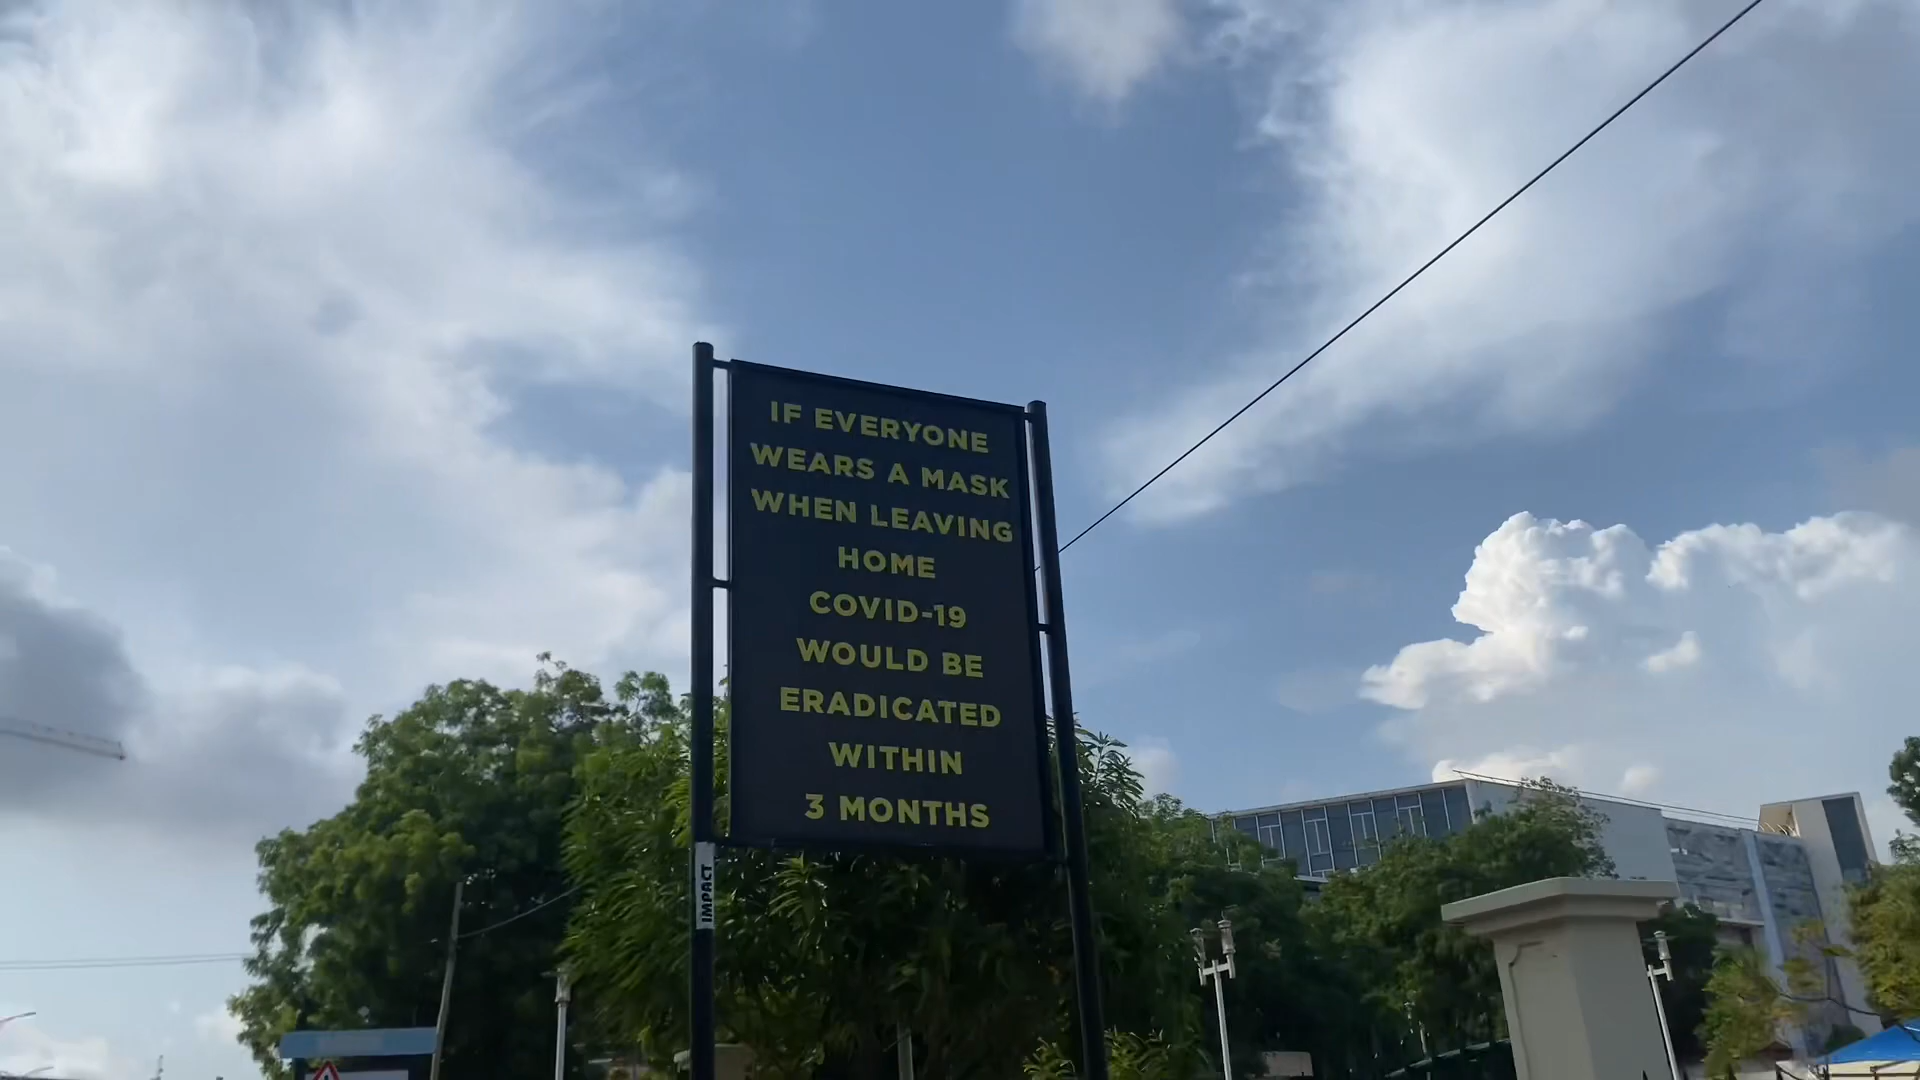 IF EVERYONE
WEARS A MASK
WHEN LEAVING
HOME
COVID-19
WOULD BE
ERADICATED
WITHIN
3 MONTHS
IMPACT